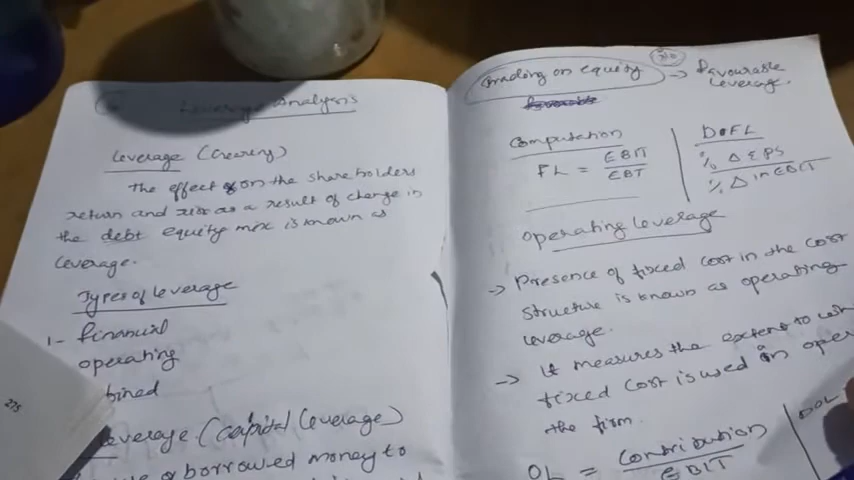 Leverage Analysis
Leverage (Gearing)
The effect on the shareholders
return and risk as a result of change in
the debt equity mix is known as
leverage.
Types of leverage
1- financial
operating
bined
everage (capital leverage)
borrowed money to
275
Trading on equity → favourable
leverage.
Computation
FL = EBIT
EBT
DOFL
% Δ EPS
% Δ in EBIT
Operating leverage
→ Presence of fixed cost in the cost
structure is known as operating
leverage.
→ It measures the extent to
fixed cost is used in oper
the firm.
OL = Contribution
EBIT
DOL